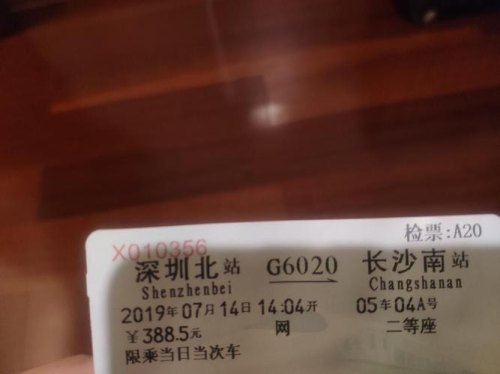 检票:A20
X010356
深圳北站 G6020 长沙南站
Shenzhenbei Changshanan
2019年07月14日14:04开 05车04A号
￥388.5元 网 二等座
限乘当日当次车